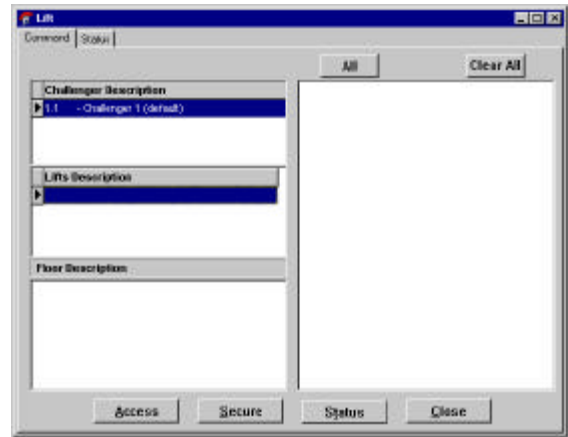 Lift
Command Status
All Clear All
Challenger Description
1.1 - Challenger 1 (default)
Lifts Description
Floor Description
Access Secure Status Close